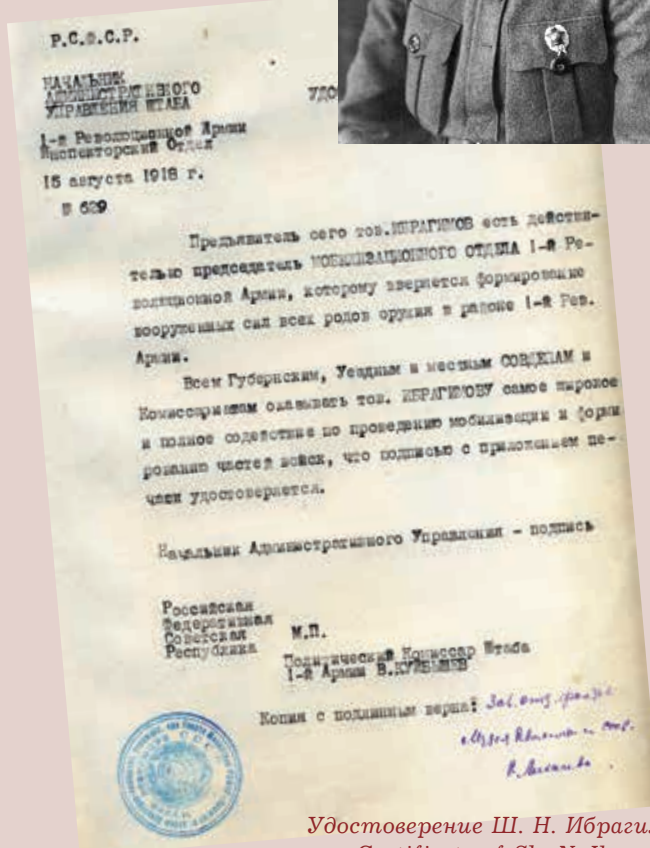 Р.С.Ф.С.Р.
НАЧАЛЬНИК
АДМИНИСТРАТИВНОГО
УПРАВЛЕНИЯ ШТАБА
УДО
1-й Революционной Армии
Инспекторский Отдел
15 августа 1918 г.
№ 629
Предъявитель сего тов.ИБРАГИМОВ есть действи-
тельно председатель МОБИЛИЗАЦИОННОГО ОТДЕЛА 1-й Ре-
волюционной Армии, которому вверяется формирование
вооруженных сил всех родов оружия в районе 1-й Рев.
Армии.
Всем Губернским, Уездным и местным СОВДЕПАМ и
Комиссариатам оказывать тов. ИБРАГИМОВУ самое широкое
и полное содействие по проведению мобилизации и форми
рованию частей войск, что подписью с приложением пе-
чати удостоверяется.
Начальник Административного Управления - подпись
Российская
Федеративная
Советская
Республика
М.П.
Политический Комиссар Штаба
1-й Армии В.КУЙБЫШЕВ
Копия с подлинным верна:
Удостоверение Ш. Н. Ибраги